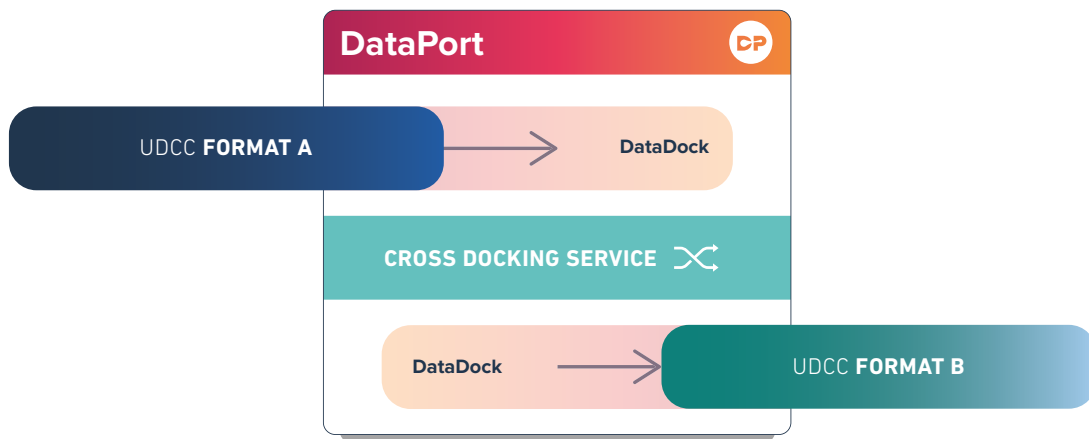 DataPort
DP
UDCC FORMAT A
DataDock
CROSS DOCKING SERVICE
DataDock
UDCC FORMAT B